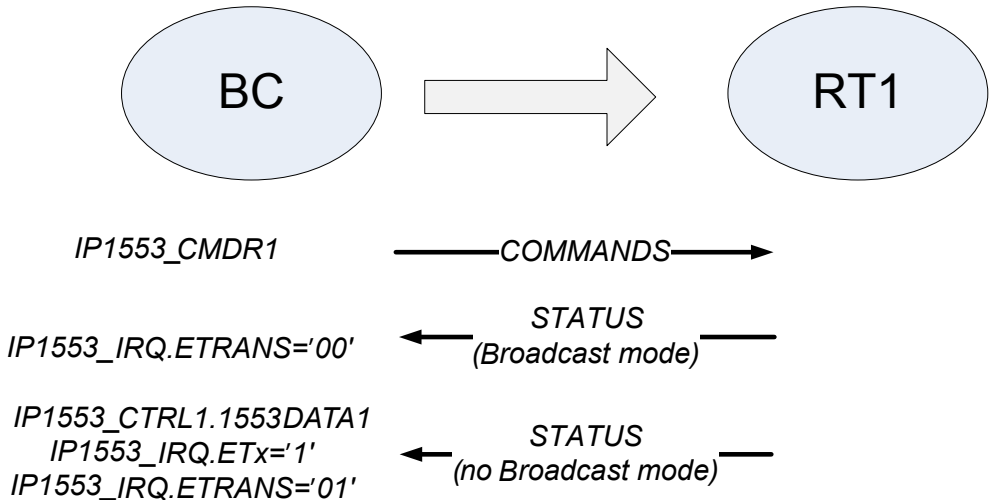 BC
RT1
IP1553_CMDR1
COMMANDS
STATUS
(Broadcast mode)
IP1553_IRQ.ETRANS='00'
IP1553_CTRL1.1553DATA1
IP1553_IRQ.ETx='1'
IP1553_IRQ.ETRANS='01'
STATUS
(no Broadcast mode)